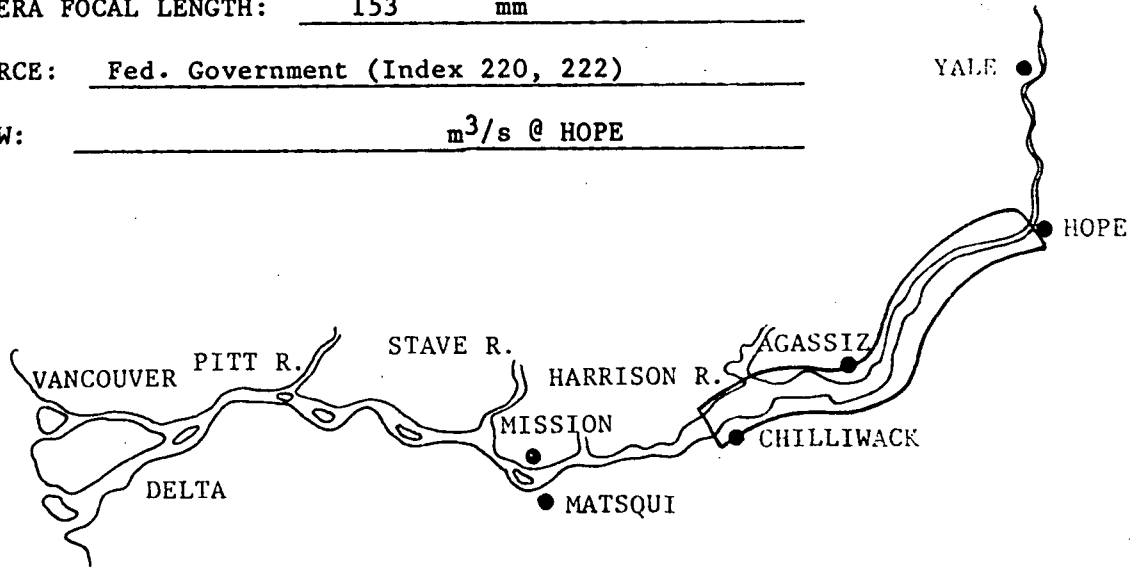 ERA FOCAL LENGTH: 153 mm
RCE: Fed. Government (Index 220, 222)
W: m³/s @ HOPE
YALE
HOPE
AGASSIZ
STAVE R.
PITT R.
HARRISON R.
VANCOUVER
MISSION
CHILLIWACK
DELTA
MATSQUI